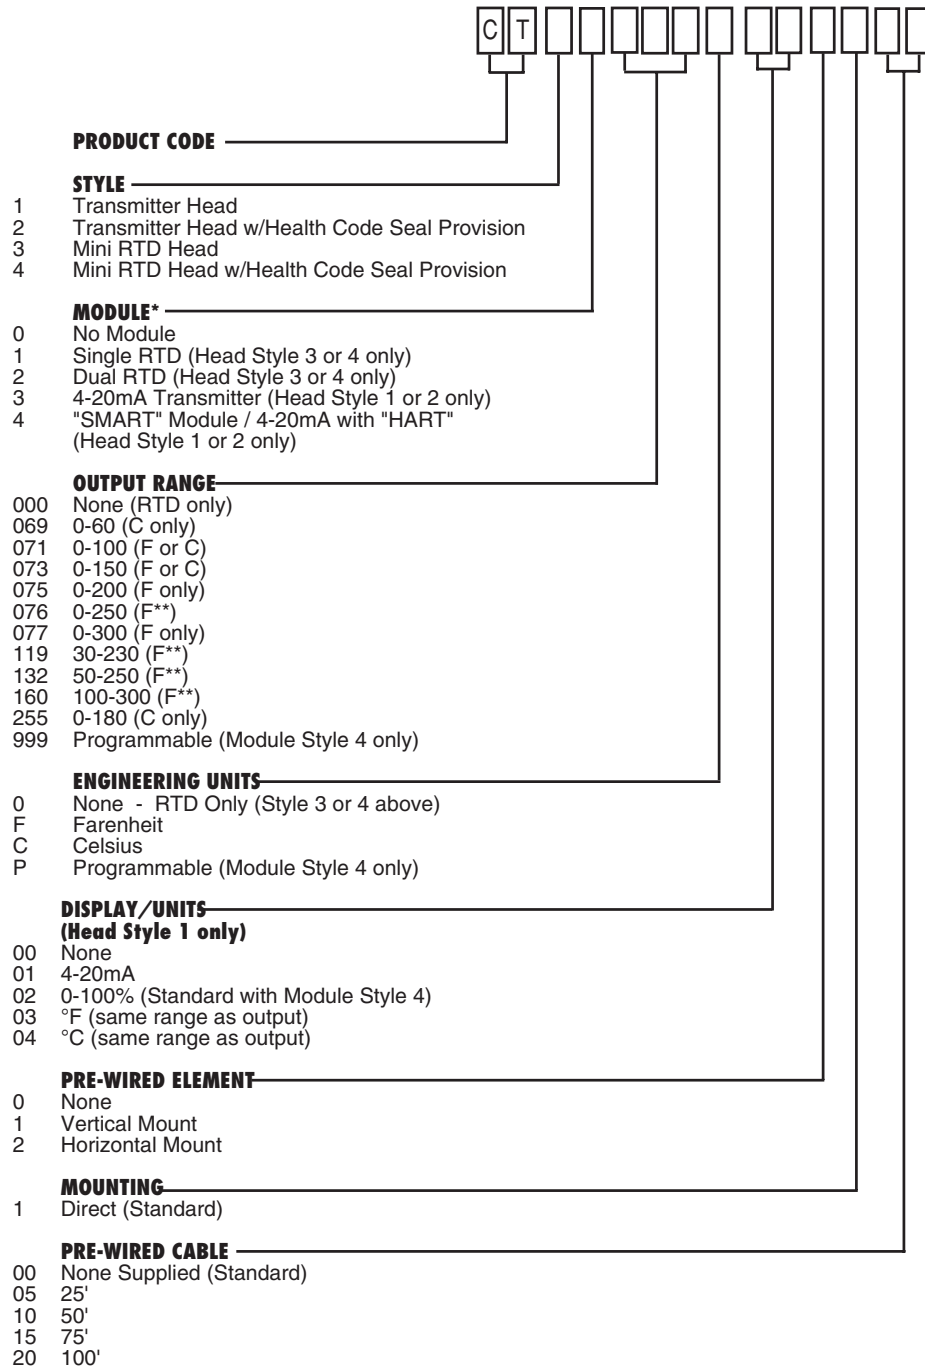 C T
PRODUCT CODE
STYLE
1 Transmitter Head
2 Transmitter Head w/Health Code Seal Provision
3 Mini RTD Head
4 Mini RTD Head w/Health Code Seal Provision
MODULE*
0 No Module
1 Single RTD (Head Style 3 or 4 only)
2 Dual RTD (Head Style 3 or 4 only)
3 4-20mA Transmitter (Head Style 1 or 2 only)
4 "SMART" Module / 4-20mA with "HART"
(Head Style 1 or 2 only)
OUTPUT RANGE
000 None (RTD only)
069 0-60 (C only)
071 0-100 (F or C)
073 0-150 (F or C)
075 0-200 (F only)
076 0-250 (F**)
077 0-300 (F only)
119 30-230 (F**)
132 50-250 (F**)
160 100-300 (F**)
255 0-180 (C only)
999 Programmable (Module Style 4 only)
ENGINEERING UNITS
0 None - RTD Only (Style 3 or 4 above)
F Farenheit
C Celsius
P Programmable (Module Style 4 only)
DISPLAY/UNITS
(Head Style 1 only)
00 None
01 4-20mA
02 0-100% (Standard with Module Style 4)
03 °F (same range as output)
04 °C (same range as output)
PRE-WIRED ELEMENT
0 None
1 Vertical Mount
2 Horizontal Mount
MOUNTING
1 Direct (Standard)
PRE-WIRED CABLE
00 None Supplied (Standard)
05 25'
10 50'
15 75'
20 100'